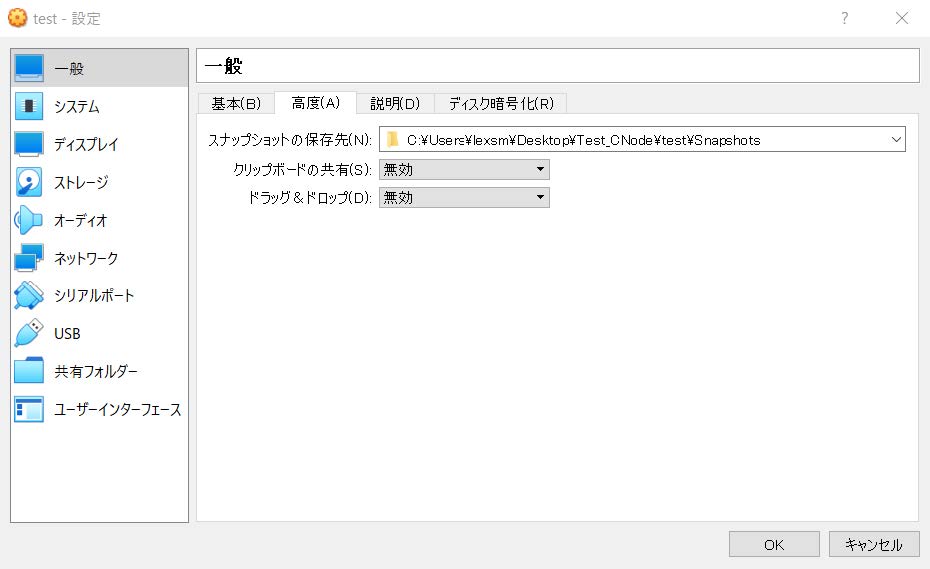 test - 設定
?
一般
システム
ディスプレイ
ストレージ
オーディオ
ネットワーク
シリアルポート
USB
共有フォルダー
ユーザーインターフェース
一般
基本(B) 高度(A) 説明(D) ディスク暗号化(R)
スナップショットの保存先(N): C:¥Users¥lexsm¥Desktop¥Test_CNode¥test¥Snapshots
クリップボードの共有(S): 無効
ドラッグ＆ドロップ(D): 無効
OK キャンセル